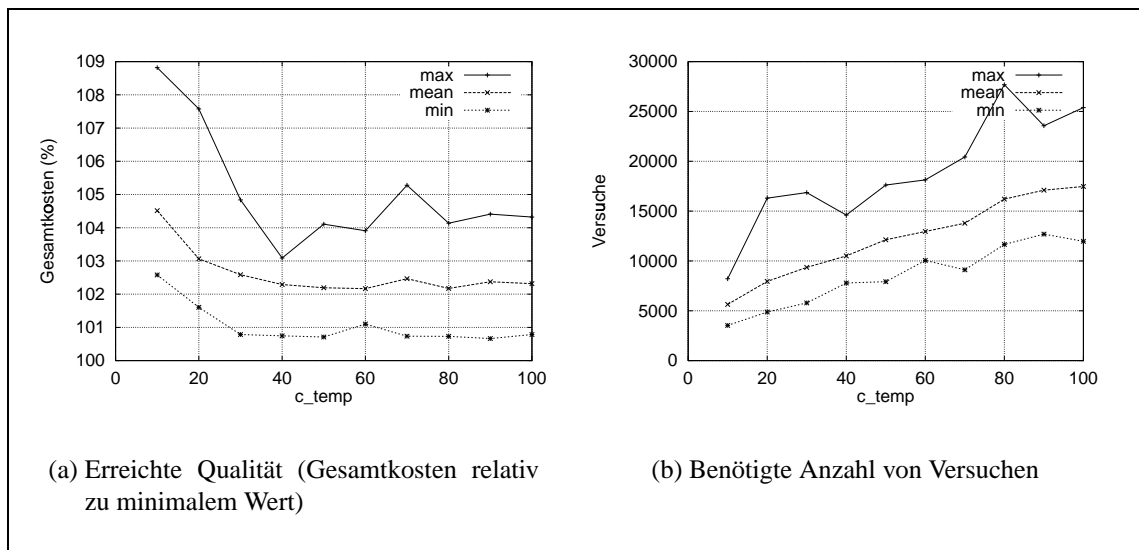 109
108
107
106
105
104
103
102
101
100
0
20
40
60
80
100
Gesamtkosten (%)
c_temp
max
mean
min
30000
25000
20000
15000
10000
5000
0
0
20
40
60
80
100
Versuche
c_temp
max
mean
min
(a) Erreichte Qualität (Gesamtkosten relativ
zu minimalem Wert)
(b) Benötigte Anzahl von Versuchen